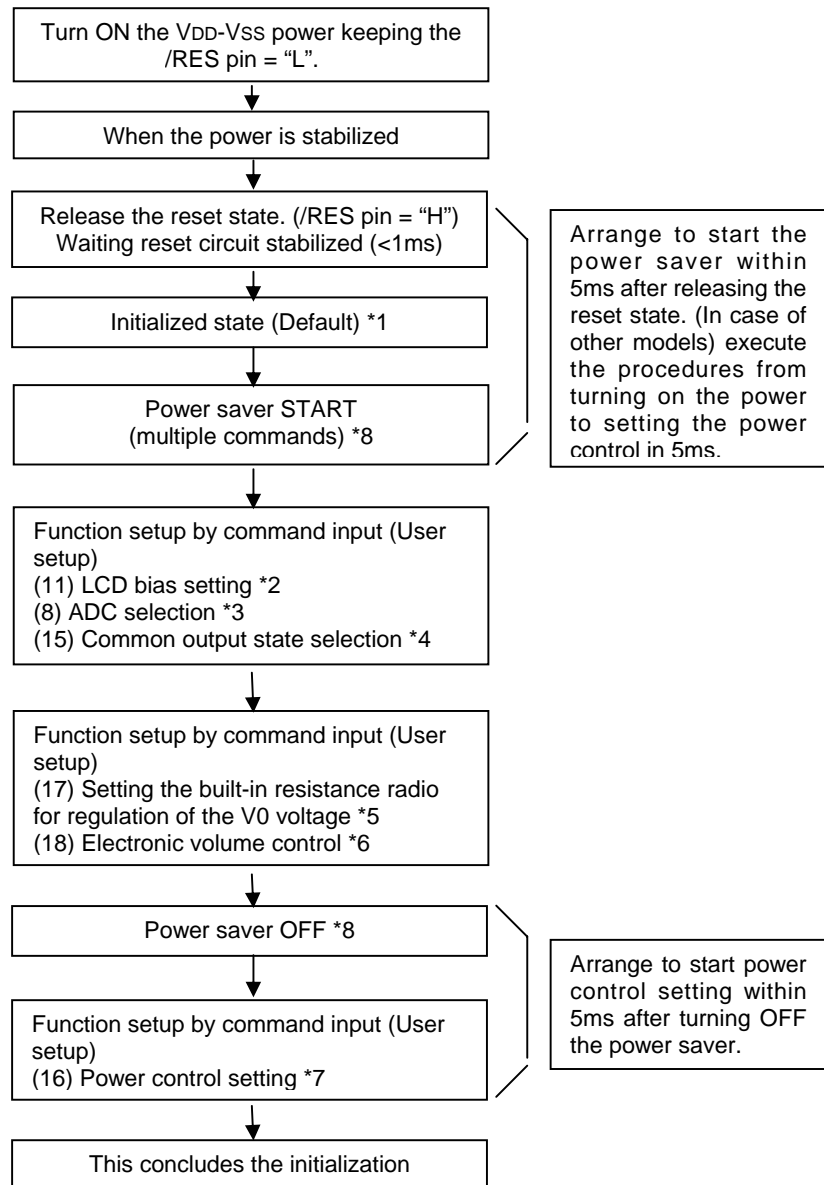 Turn ON the VDD-VSS power keeping the
/RES pin = “L”.
When the power is stabilized
Release the reset state. (/RES pin = “H”)
Waiting reset circuit stabilized (<1ms)
Initialized state (Default) *1
Power saver START
(multiple commands) *8
Arrange to start the
power saver within
5ms after releasing the
reset state. (In case of
other models) execute
the procedures from
turning on the power
to setting the power
control in 5ms.
Function setup by command input (User
setup)
(11) LCD bias setting *2
(8) ADC selection *3
(15) Common output state selection *4
Function setup by command input (User
setup)
(17) Setting the built-in resistance radio
for regulation of the V0 voltage *5
(18) Electronic volume control *6
Power saver OFF *8
Function setup by command input (User
setup)
(16) Power control setting *7
Arrange to start power
control setting within
5ms after turning OFF
the power saver.
This concludes the initialization